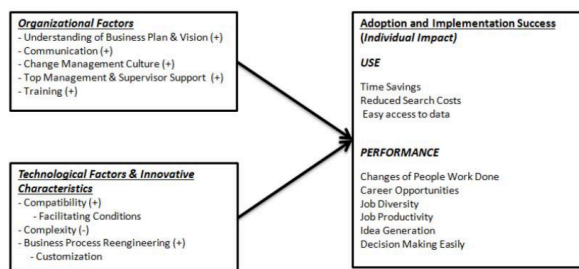 Organizational Factors
- Understanding of Business Plan & Vision (+)
- Communication (+)
- Change Management Culture (+)
- Top Management & Supervisor Support (+)
- Training (+)
Technological Factors & Innovative
Characteristics
- Compatibility (+)
- Facilitating Conditions
- Complexity (-)
- Business Process Reengineering (+)
- Customization
Adoption and Implementation Success
(Individual Impact)
USE
Time Savings
Reduced Search Costs
Easy access to data
PERFORMANCE
Changes of People Work Done
Career Opportunities
Job Diversity
Job Productivity
Idea Generation
Decision Making Easily